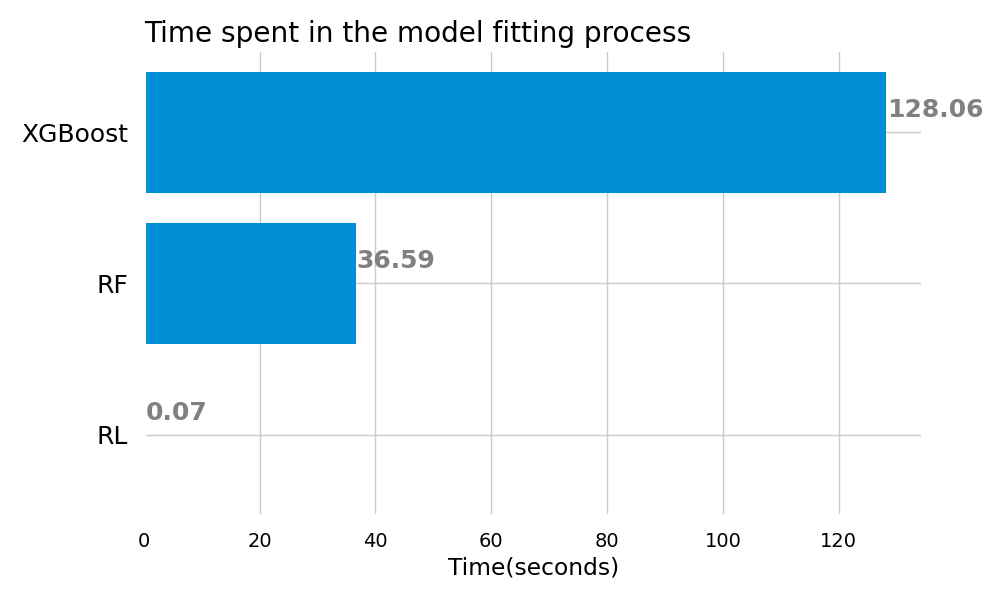 Time spent in the model fitting process
XGBoost
128.06
RF
36.59
RL
0.07
0 20 40 60 80 100 120
Time(seconds)